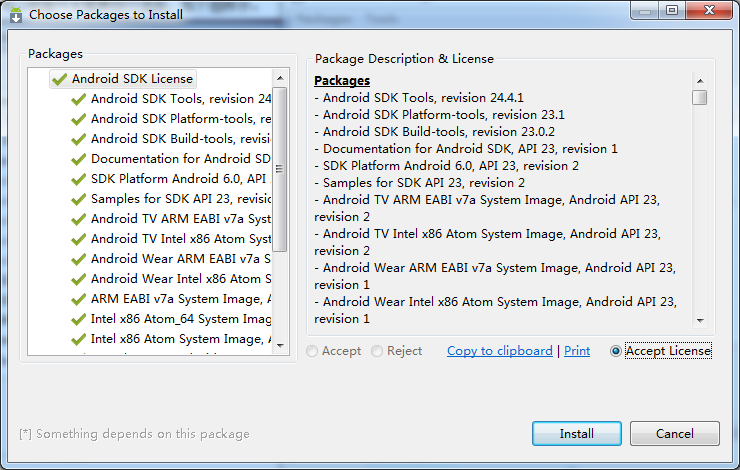 Choose Packages to Install
Packages
Android SDK License
Android SDK Tools, revision 24
Android SDK Platform-tools, re
Android SDK Build-tools, revisi
Documentation for Android SD
SDK Platform Android 6.0, API
Samples for SDK API 23, revisi
Android TV ARM EABI v7a Syst
Android TV Intel x86 Atom Syst
Android Wear ARM EABI v7a S
Android Wear Intel x86 Atom S
ARM EABI v7a System Image, A
Intel x86 Atom_64 System Imag
Intel x86 Atom System Image, A
Package Description & License
Packages
- Android SDK Tools, revision 24.4.1
- Android SDK Platform-tools, revision 23.1
- Android SDK Build-tools, revision 23.0.2
- Documentation for Android SDK, API 23, revision 1
- SDK Platform Android 6.0, API 23, revision 2
- Samples for SDK API 23, revision 2
- Android TV ARM EABI v7a System Image, Android API 23,
revision 2
- Android TV Intel x86 Atom System Image, Android API 23,
revision 2
- Android Wear ARM EABI v7a System Image, Android API 23,
revision 1
- Android Wear Intel x86 Atom System Image, Android API 23,
revision 1
Accept Reject Copy to clipboard | Print Accept License
[*] Something depends on this package
Install Cancel